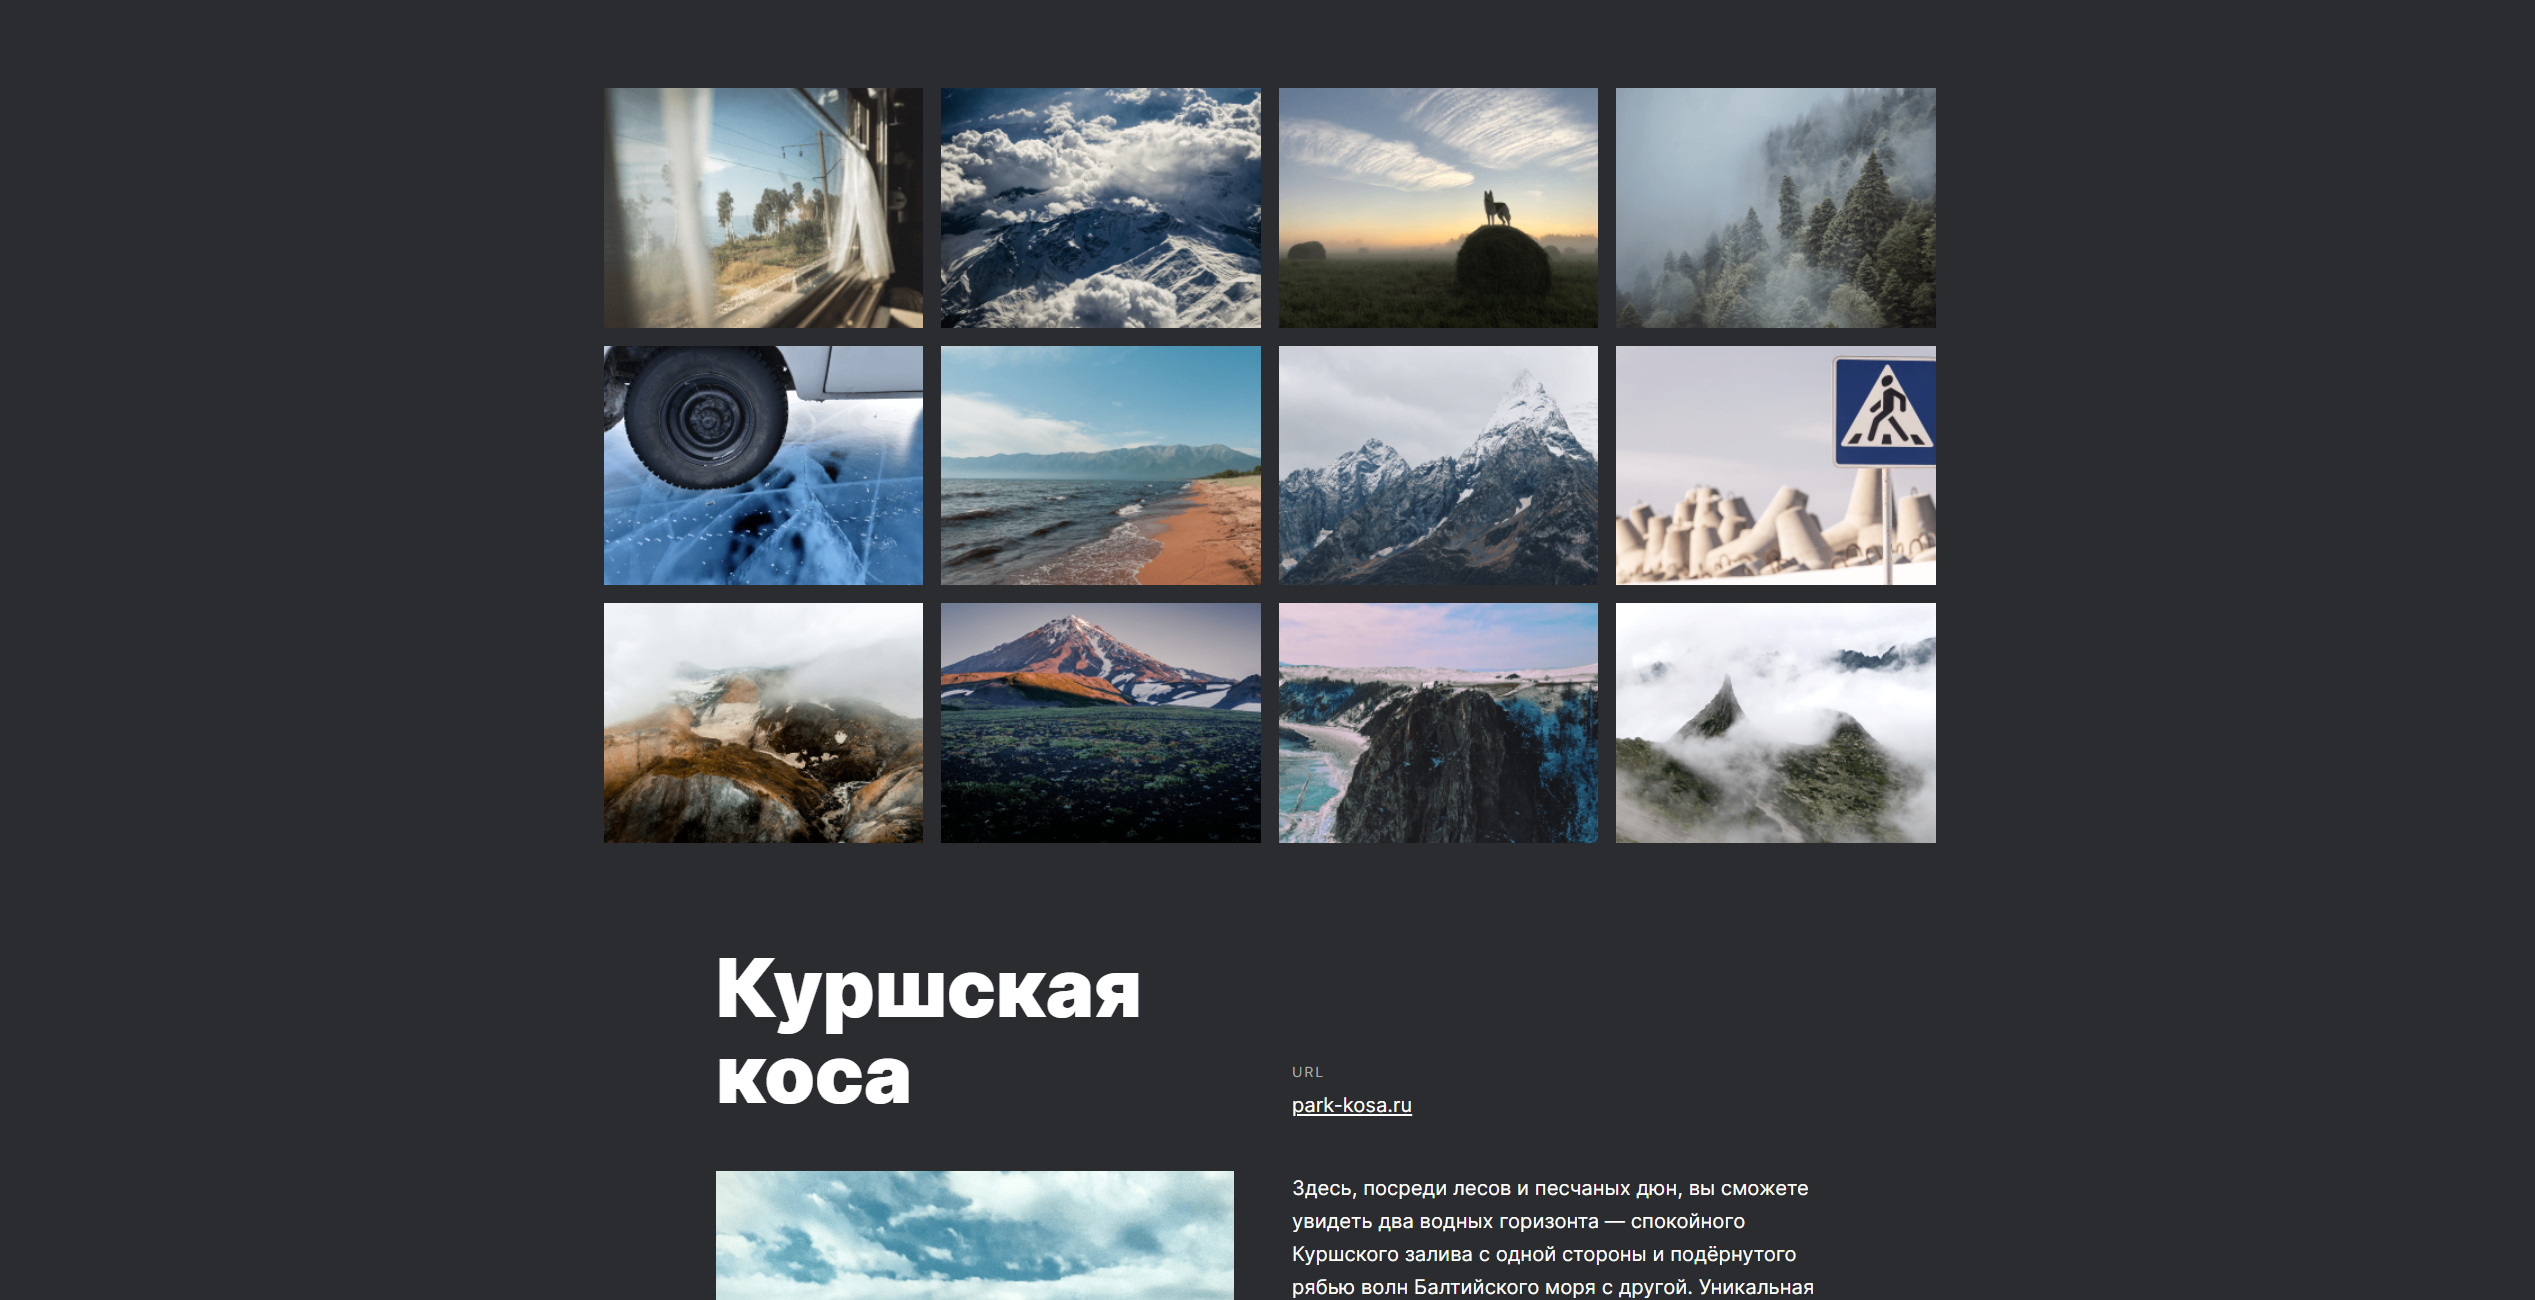 Куршская
коса
URL
park-kosa.ru
Здесь, посреди лесов и песчаных дюн, вы сможете
увидеть два водных горизонта — спокойного
Куршского залива с одной стороны и подёрнутого
рябью волн Балтийского моря с другой. Уникальная